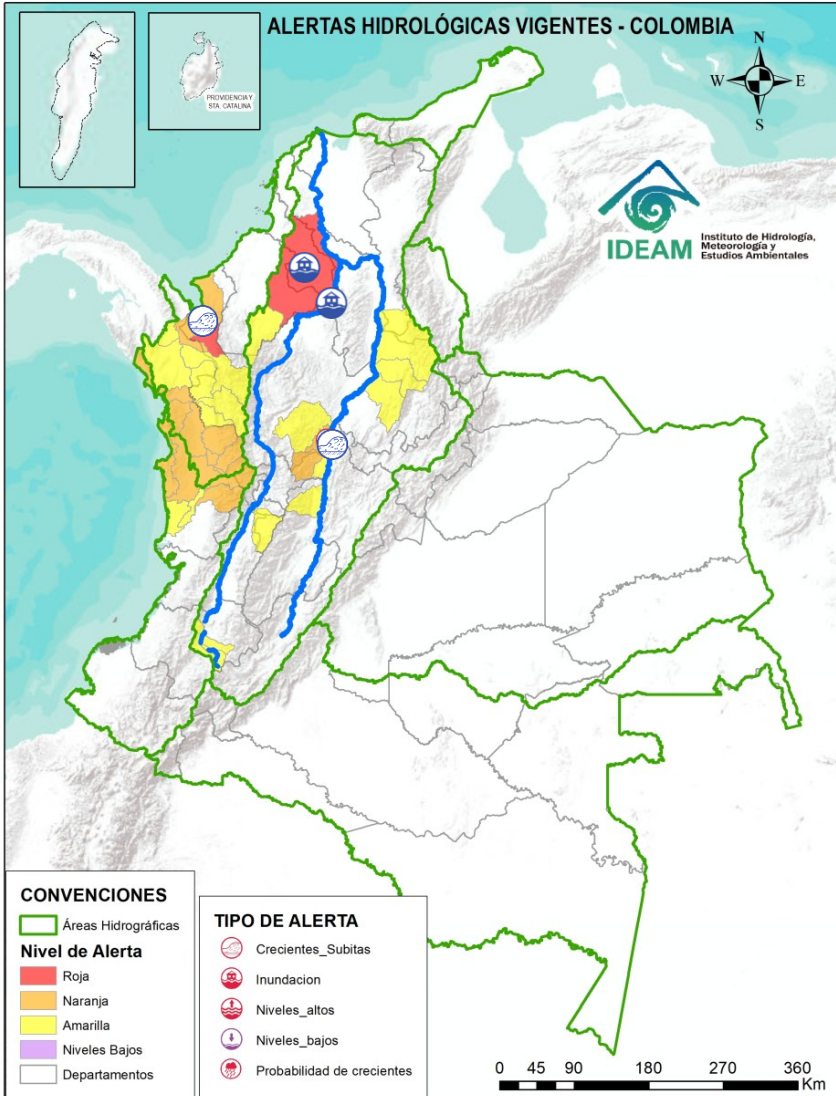 ALERTAS HIDROLÓGICAS VIGENTES - COLOMBIA
PROVIDENCIA Y
STA. CATALINA
N
W
E
S
IDEAM
Instituto de Hidrología,
Meteorología y
Estudios Ambientales
CONVENCIONES
Áreas Hidrográficas
Nivel de Alerta
Roja
Naranja
Amarilla
Niveles Bajos
Departamentos
TIPO DE ALERTA
Crecientes_Subitas
Inundacion
Niveles_altos
Niveles_bajos
Probabilidad de crecientes
0 45 90 180 270 360
Km